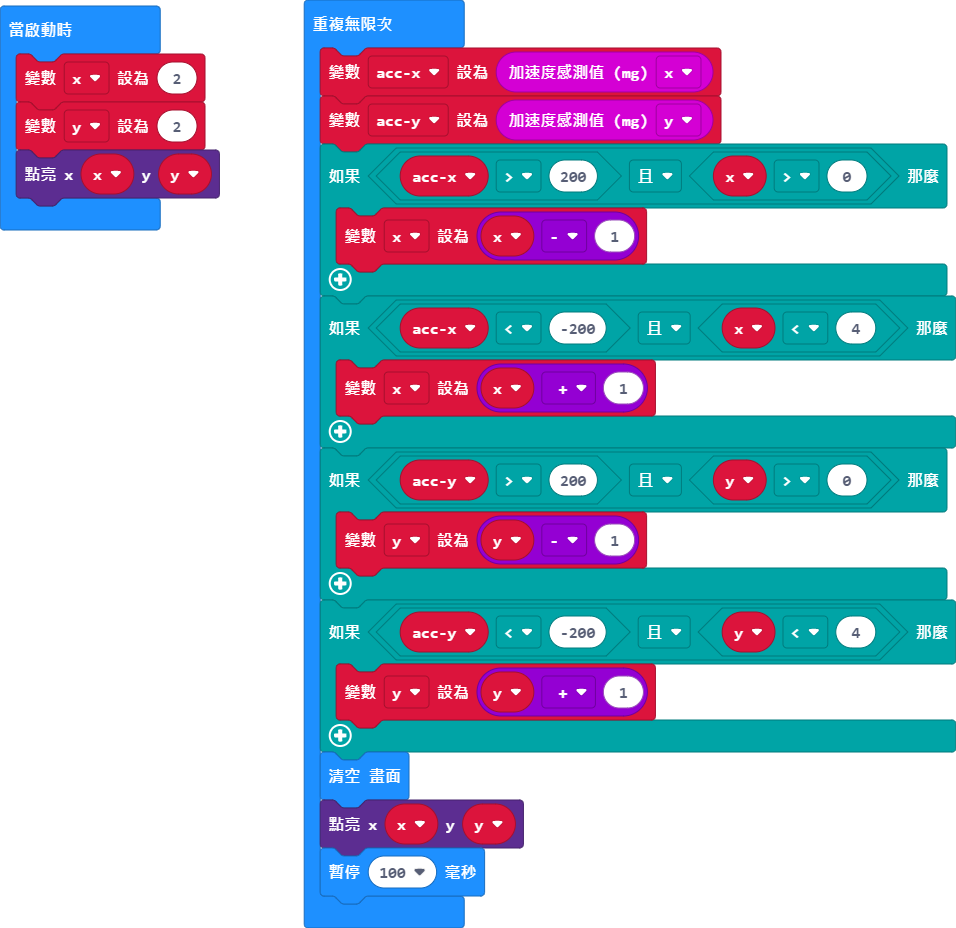 當啟動時
變數 x 設為 2
變數 y 設為 2
點亮 x x y y
重複無限次
變數 acc-x 設為 加速度感測值 (mg) x
變數 acc-y 設為 加速度感測值 (mg) y
如果 acc-x > 200 且 x > 0 那麼
變數 x 設為 x - 1
如果 acc-x < -200 且 x < 4 那麼
變數 x 設為 x + 1
如果 acc-y > 200 且 y > 0 那麼
變數 y 設為 y - 1
如果 acc-y < -200 且 y < 4 那麼
變數 y 設為 y + 1
清空 畫面
點亮 x x y y
暫停 100 毫秒